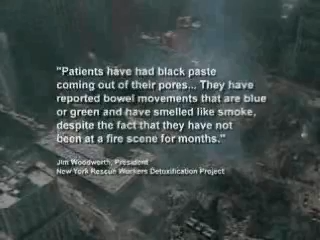 "Patients have had black paste
coming out of their pores... They have
reported bowel movements that are blue
or green and have smelled like smoke,
despite the fact that they have not
been at a fire scene for months."
Jim Woodworth, President
New York Rescue Workers Detoxification Project